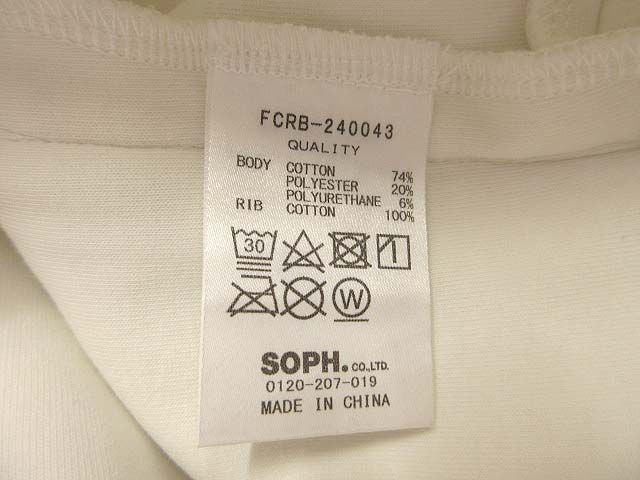 FCRB-240043
QUALITY
BODY COTTON 74%
POLYESTER 20%
POLYURETHANE 6%
RIB COTTON 100%
30
W
SOPH. CO.,LTD.
0120-207-019
MADE IN CHINA